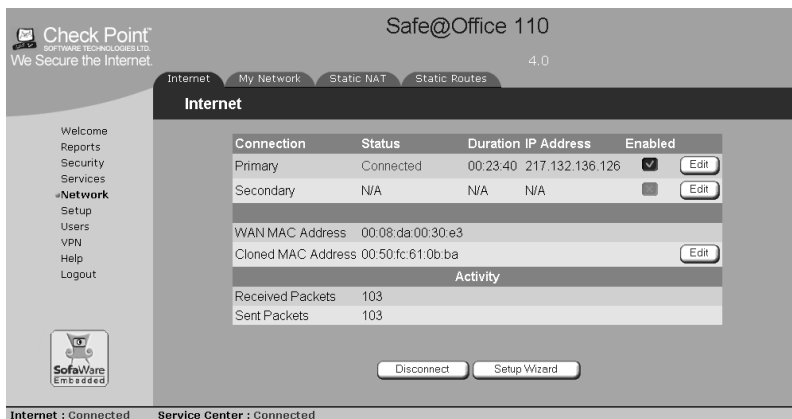 Check Point™
SOFTWARE TECHNOLOGIES LTD.
We Secure the Internet.
Safe@Office 110
4.0
Internet My Network Static NAT Static Routes
Internet
Welcome
Reports
Security
Services
Network
Setup
Users
VPN
Help
Logout
Connection Status Duration IP Address Enabled
Primary Connected 00:23:40 217.132.136.126 Edit
Secondary N/A N/A N/A Edit
WAN MAC Address 00:08:da:00:30:e3
Cloned MAC Address 00:50:fc:61:0b:ba Edit
Activity
Received Packets 103
Sent Packets 103
SofaWare
Embedded
Disconnect Setup Wizard
Internet : Connected Service Center : Connected